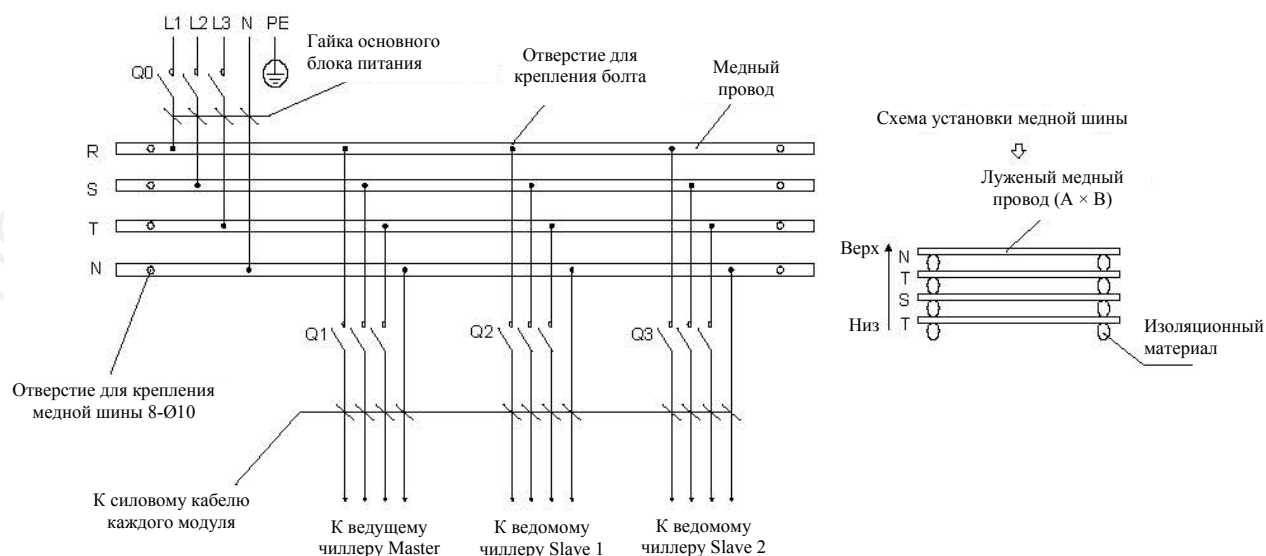 L1 L2 L3 N PE
Гайка основного
блока питания
Отверстие для
крепления болта
Медный
провод
Q0
R
S
T
N
Q1
Q2
Q3
Отверстие для крепления
медной шины 8-Ø10
К силовому кабелю
каждого модуля
К ведущему
чиллеру Master
К ведомому
чиллеру Slave 1
К ведомому
чиллеру Slave 2
Схема установки медной шины
Луженый медный
провод (A × B)
Верх
N
T
S
Низ
T
Изоляционный
материал